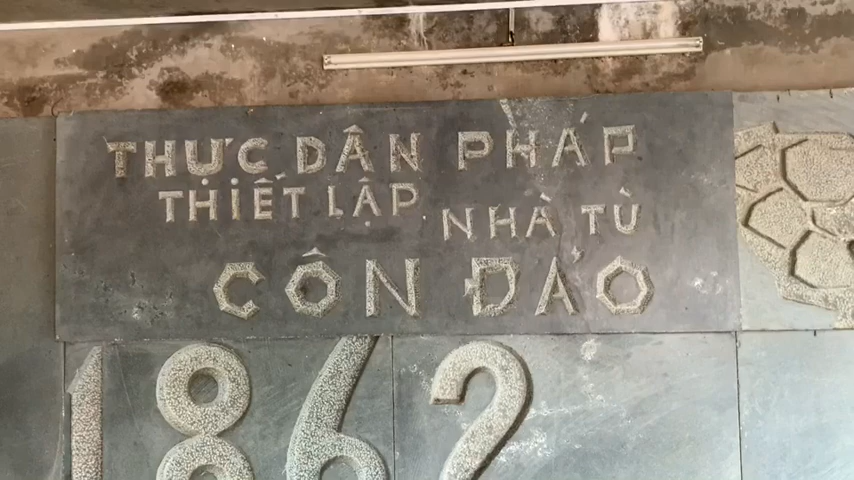 THỰC DÂN PHÁP
THIẾT LẬP NHÀ TÙ
CÔN ĐẢO
1862